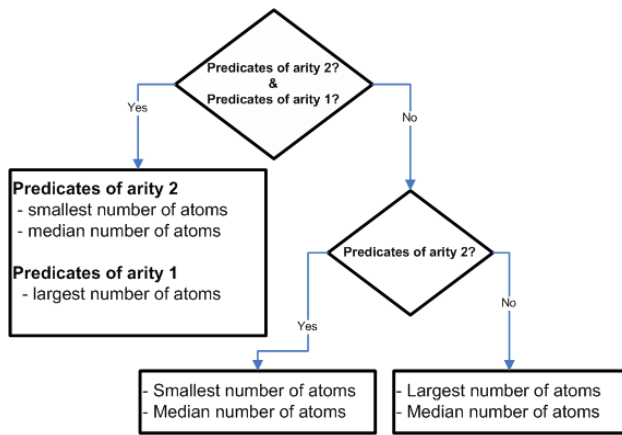 Predicates of arity 2?
&
Predicates of arity 1?
Yes
No
Predicates of arity 2
- smallest number of atoms
- median number of atoms
Predicates of arity 1
- largest number of atoms
Predicates of arity 2?
Yes
No
- Smallest number of atoms
- Median number of atoms
- Largest number of atoms
- Median number of atoms